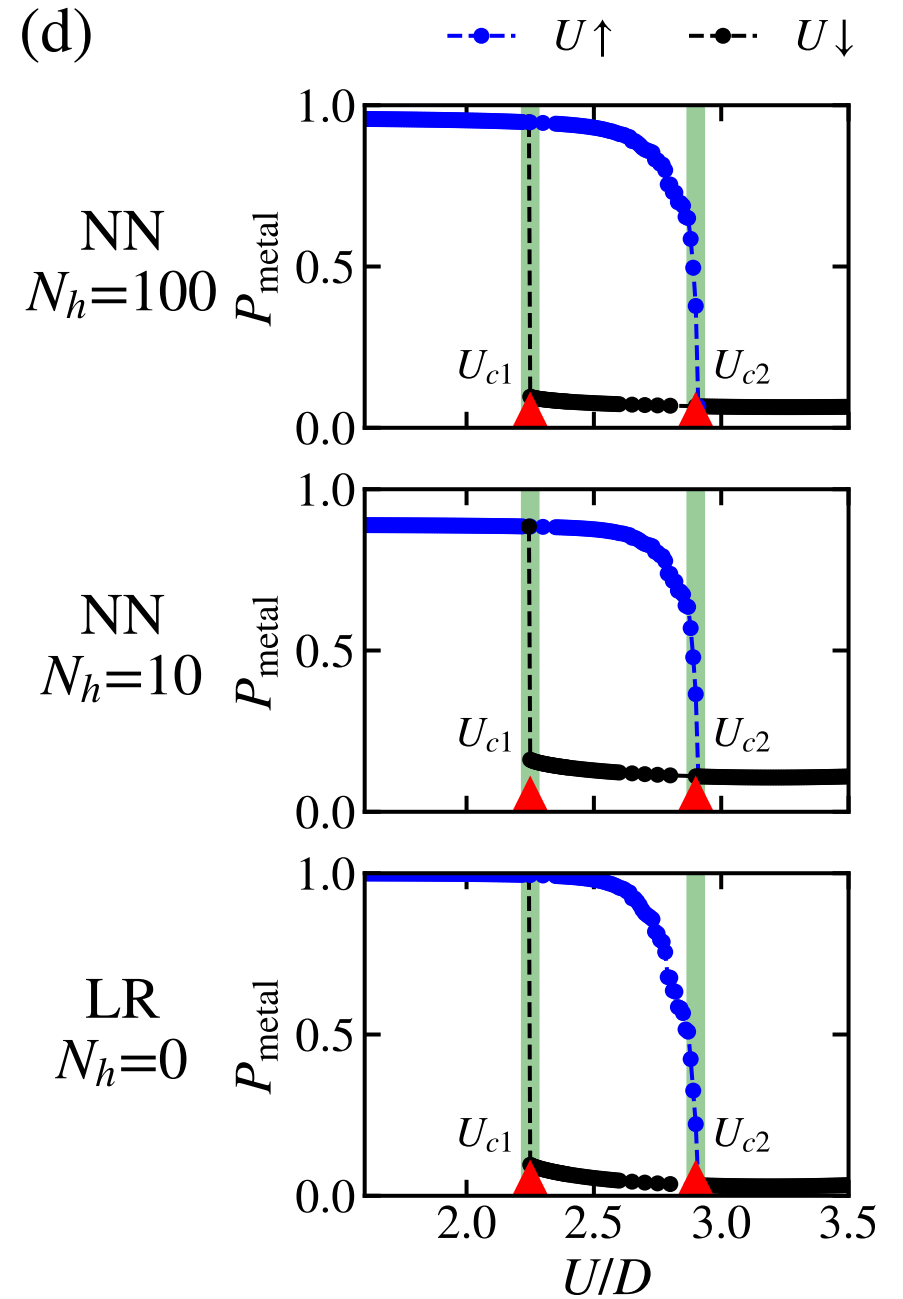 (d)
U↑ U↓
NN
N_h=100
P_metal
1.0
0.5
0.0
U_c1 U_c2
NN
N_h=10
P_metal
1.0
0.5
0.0
U_c1 U_c2
LR
N_h=0
P_metal
1.0
0.5
0.0
U_c1 U_c2
2.0 2.5 3.0 3.5
U/D